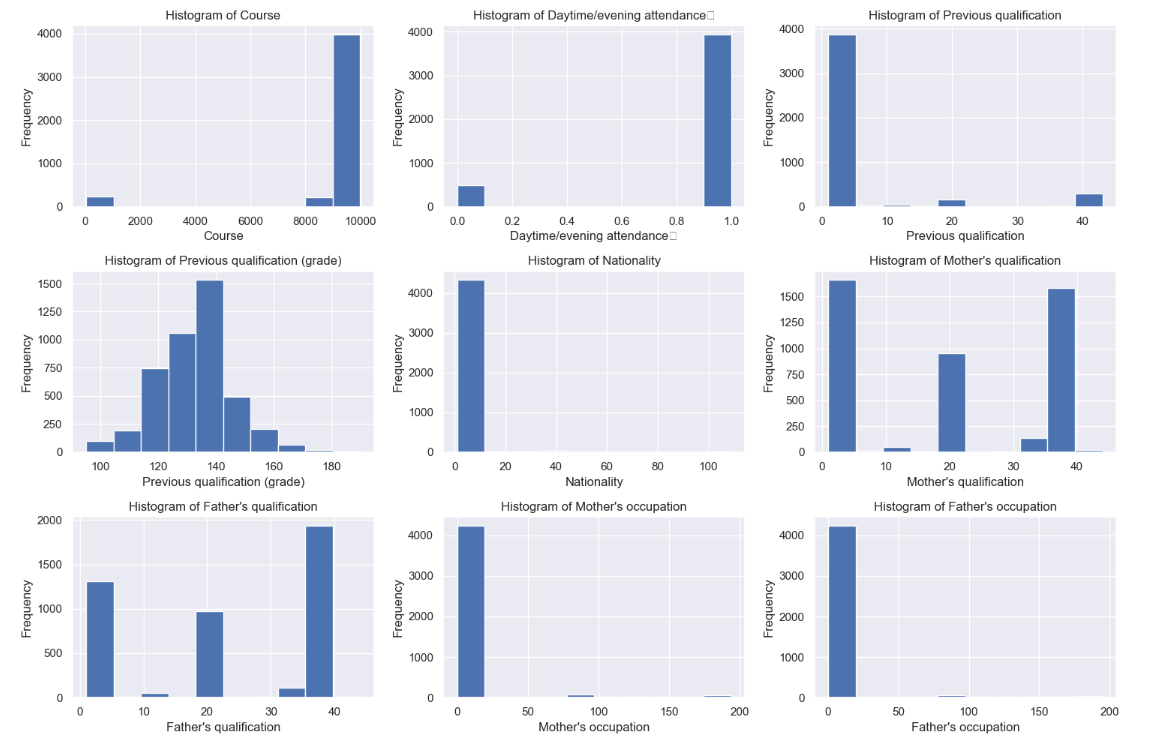 Histogram of Course
4000
3000
2000
1000
0
Frequency
0 2000 4000 6000 8000 10000
Course
Histogram of Daytime/evening attendance▯
4000
3000
2000
1000
0
Frequency
0.0 0.2 0.4 0.6 0.8 1.0
Daytime/evening attendance▯
Histogram of Previous qualification
4000
3000
2000
1000
0
Frequency
0 10 20 30 40
Previous qualification
Histogram of Previous qualification (grade)
1500
1250
1000
750
500
250
0
Frequency
100 120 140 160 180
Previous qualification (grade)
Histogram of Nationality
4000
3000
2000
1000
0
Frequency
0 20 40 60 80 100
Nationality
Histogram of Mother's qualification
1500
1250
1000
750
500
250
0
Frequency
0 10 20 30 40
Mother's qualification
Histogram of Father's qualification
2000
1500
1000
500
0
Frequency
0 10 20 30 40
Father's qualification
Histogram of Mother's occupation
4000
3000
2000
1000
0
Frequency
0 50 100 150 200
Mother's occupation
Histogram of Father's occupation
4000
3000
2000
1000
0
Frequency
0 50 100 150 200
Father's occupation